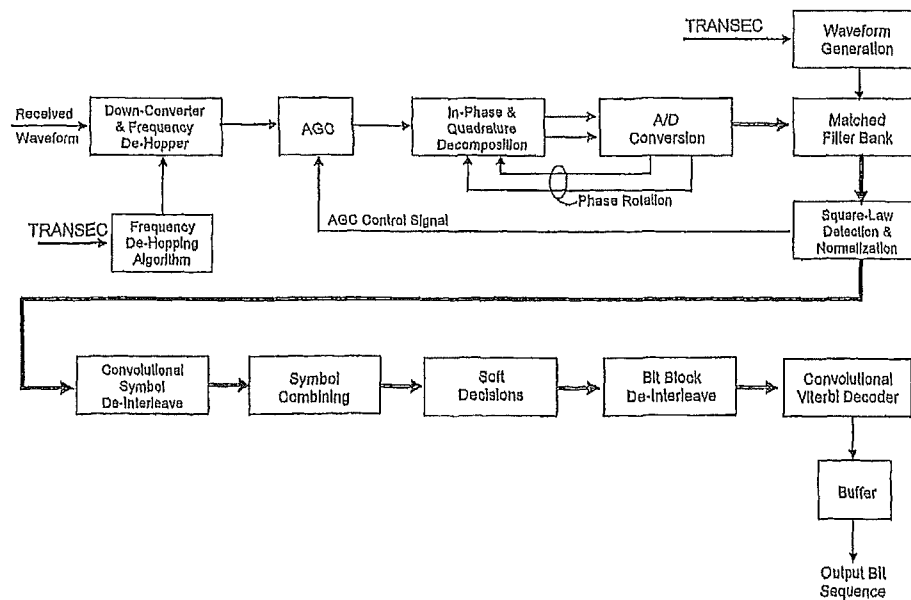 TRANSEC
Waveform
Generation
Received
Waveform
Down-Converter
& Frequency
De-Hopper
AGC
In-Phase &
Quadrature
Decomposition
A/D
Conversion
Matched
Filter Bank
Phase Rotation
AGC Control Signal
TRANSEC
Frequency
De-Hopping
Algorithm
Square-Law
Detection &
Normalization
Convolutional
Symbol
De-Interleave
Symbol
Combining
Soft
Decisions
Bit Block
De-Interleave
Convolutional
Viterbi Decoder
Buffer
Output Bit
Sequence